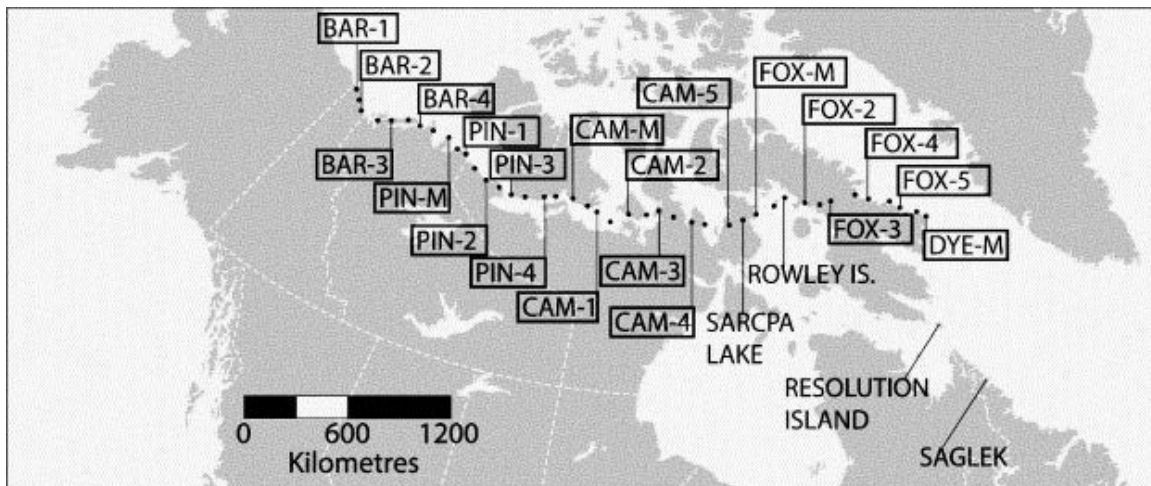 BAR-1
BAR-2
BAR-4
PIN-1
PIN-3
BAR-3
PIN-M
PIN-2
PIN-4
CAM-1
CAM-M
CAM-2
CAM-5
CAM-3
CAM-4
SARCPA
LAKE
FOX-M
FOX-2
FOX-4
FOX-5
FOX-3
DYE-M
ROWLEY IS.
RESOLUTION
ISLAND
SAGLEK
0 600 1200
Kilometres